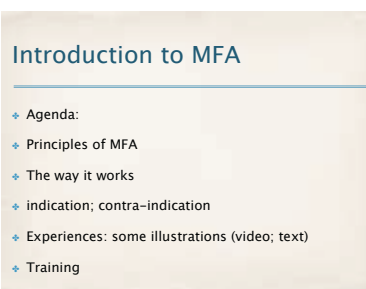 Introduction to MFA
Agenda:
Principles of MFA
The way it works
indication; contra-indication
Experiences: some illustrations (video; text)
Training